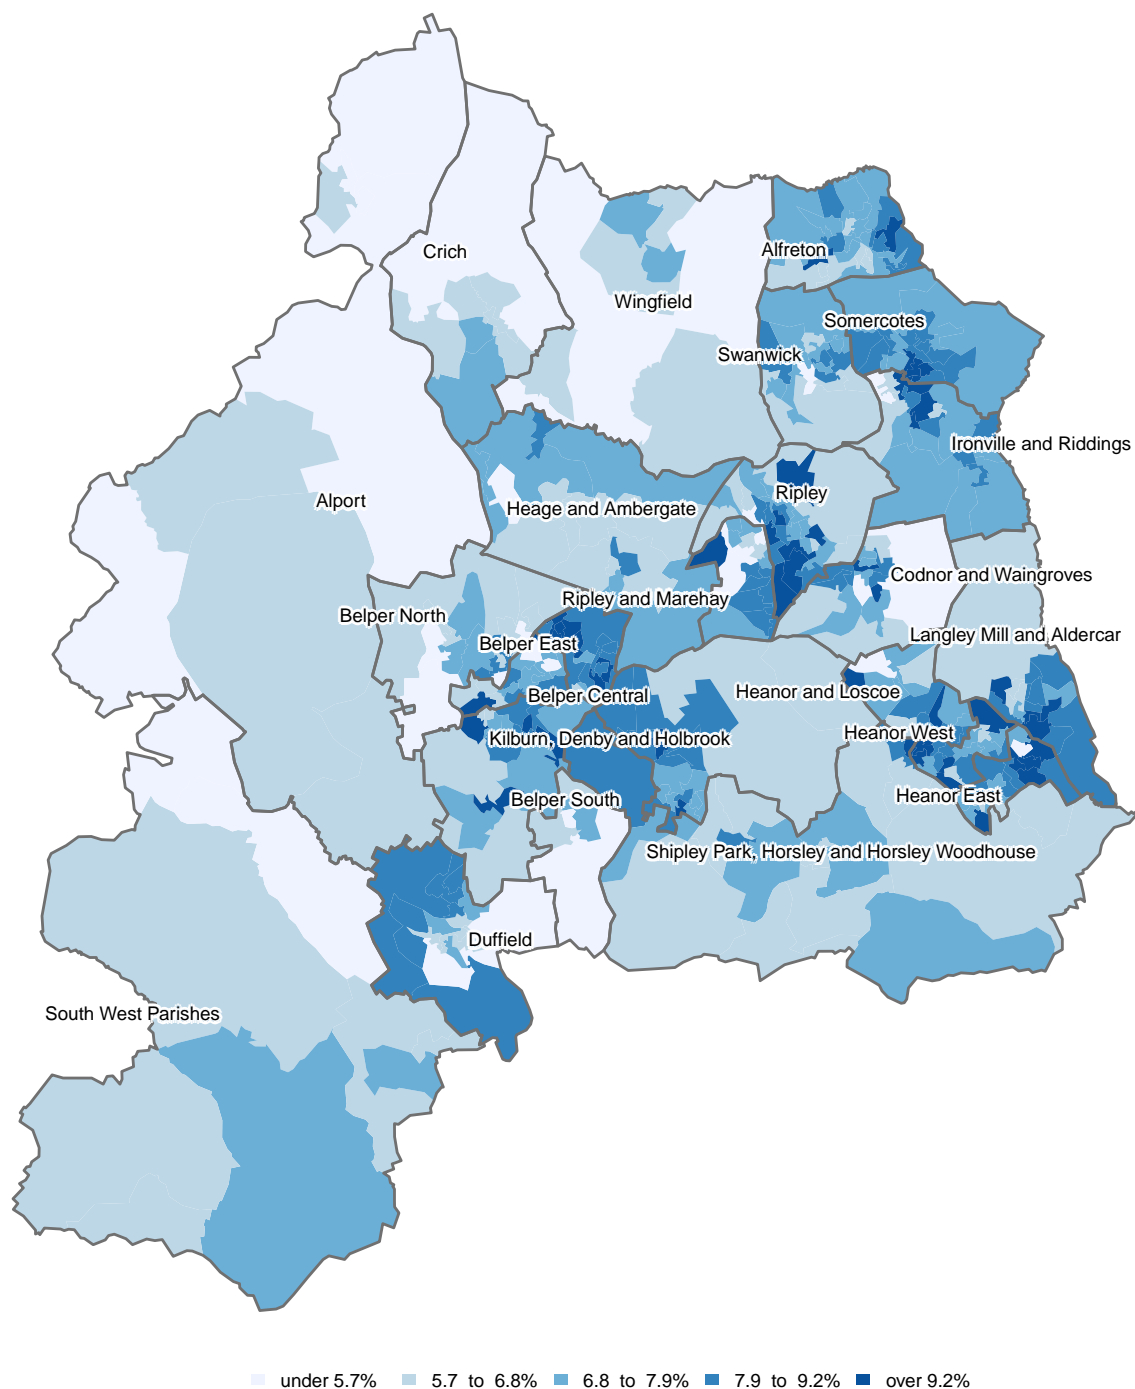 Crich
Alfreton
Wingfield
Somercotes
Swanwick
Ironville and Riddings
Ripley
Alport
Heage and Ambergate
Codnor and Waingroves
Ripley and Marehay
Belper North
Langley Mill and Aldercar
Belper East
Heanor and Loscoe
Belper Central
Heanor West
Kilburn, Denby and Holbrook
Heanor East
Belper South
Shipley Park, Horsley and Horsley Woodhouse
Duffield
South West Parishes
under 5.7% 5.7 to 6.8% 6.8 to 7.9% 7.9 to 9.2% over 9.2%